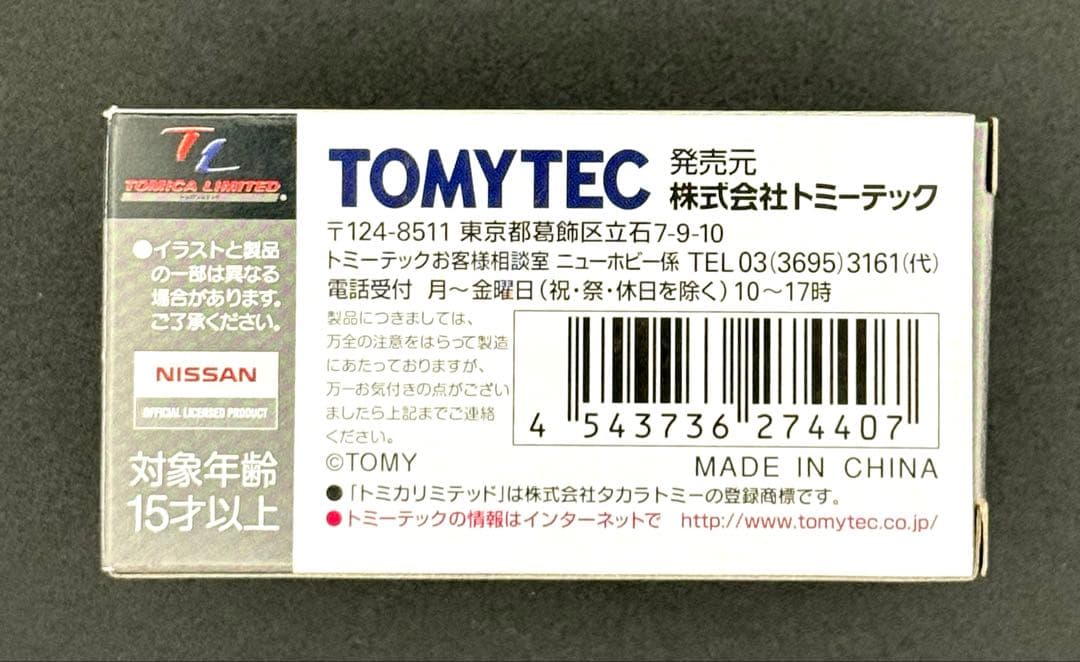 TL
TOMICA LIMITED
●イラストと製品
の一部は異なる
場合があります。
ご了承ください。
NISSAN
OFFICIAL LICENSED PRODUCT
対象年齢
15才以上
TOMYTEC
発売元
株式会社トミーテック
〒124-8511 東京都葛飾区立石7-9-10
トミーテックお客様相談室 ニューホビー係 TEL 03(3695)3161(代)
電話受付 月〜金曜日(祝・祭・休日を除く)10〜17時
製品につきましては、
万全の注意をはらって製造
にあたっておりますが、
万一お気付きの点がござい
ましたら上記までご連絡
ください。
4 543736 274407
©TOMY
MADE IN CHINA
●「トミカリミテッド」は株式会社タカラトミーの登録商標です。
●トミーテックの情報はインターネットで http://www.tomytec.co.jp/